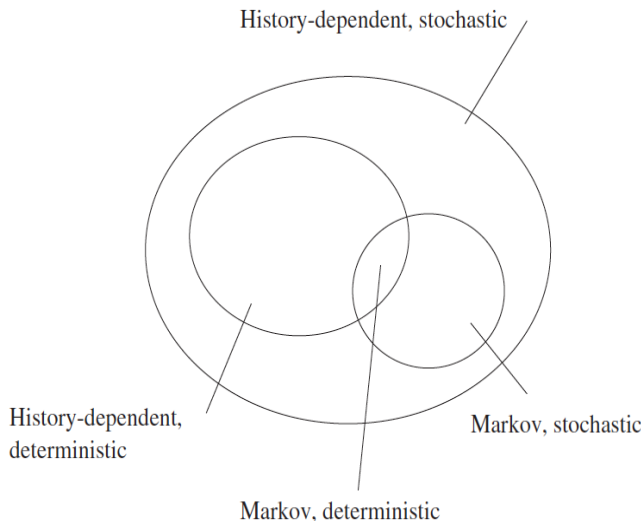 History-dependent, stochastic
History-dependent,
deterministic
Markov, stochastic
Markov, deterministic